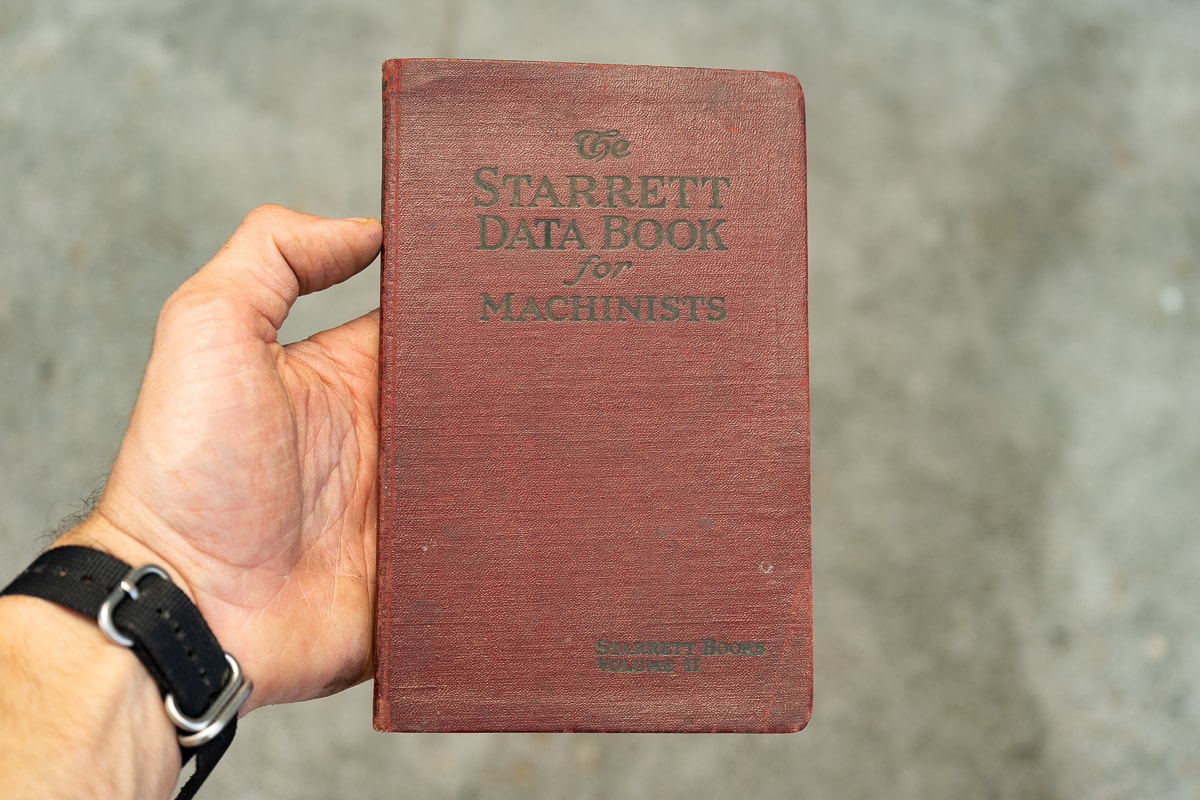 The
STARRETT
DATA BOOK
for
MACHINISTS
STARRETT BOOKS
VOLUME II